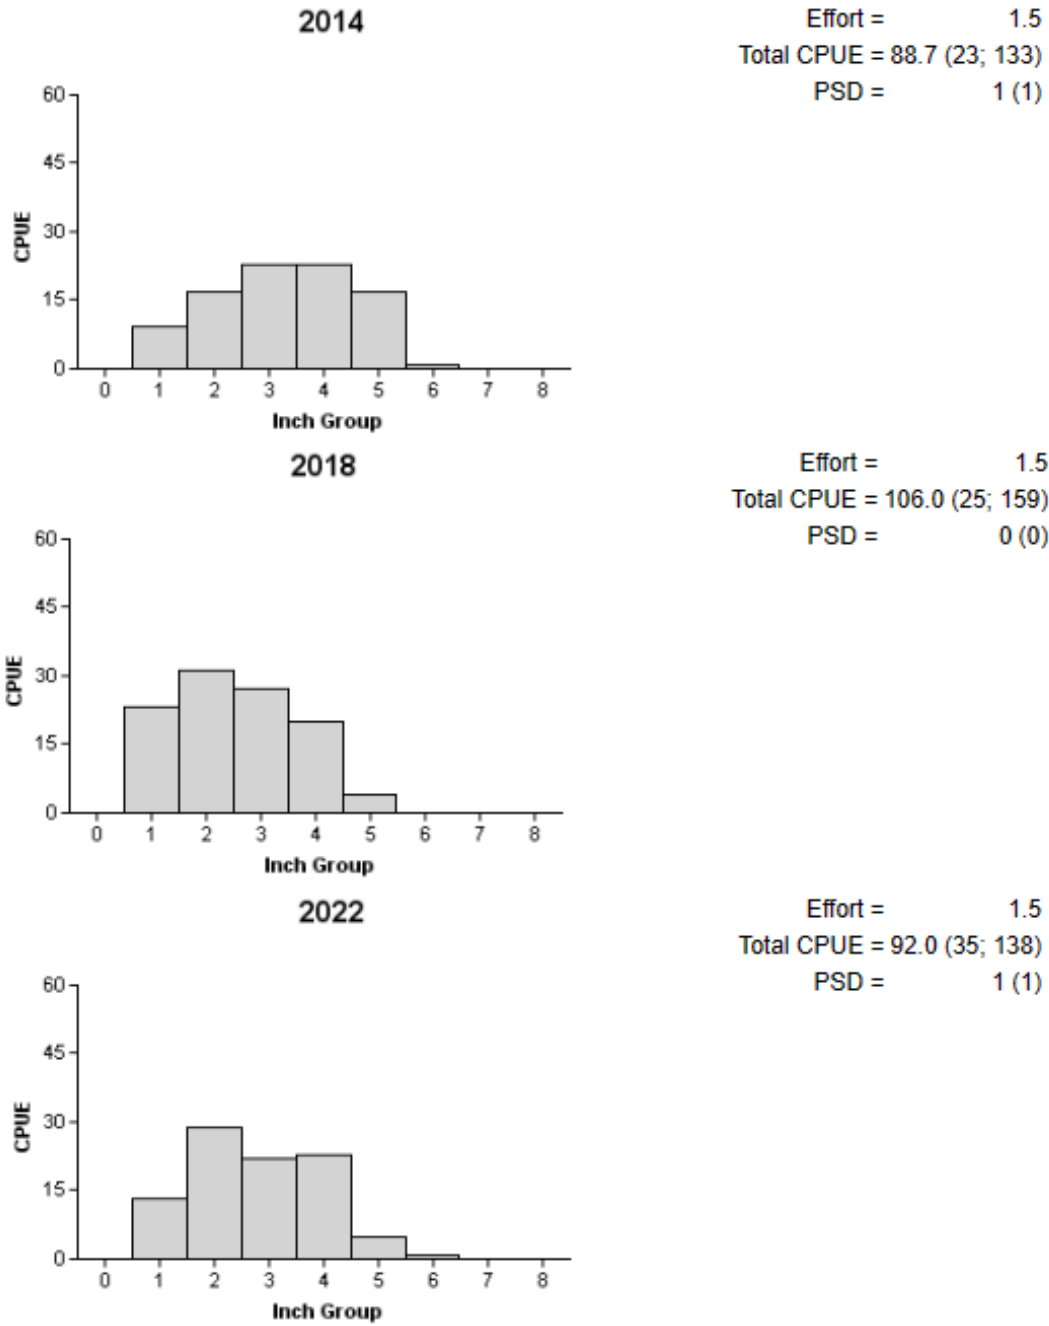 2014
Effort = 1.5
Total CPUE = 88.7 (23; 133)
PSD = 1 (1)
60
45
30
15
0
CPUE
0 1 2 3 4 5 6 7 8
Inch Group
2018
Effort = 1.5
Total CPUE = 106.0 (25; 159)
PSD = 0 (0)
60
45
30
15
0
CPUE
0 1 2 3 4 5 6 7 8
Inch Group
2022
Effort = 1.5
Total CPUE = 92.0 (35; 138)
PSD = 1 (1)
60
45
30
15
0
CPUE
0 1 2 3 4 5 6 7 8
Inch Group